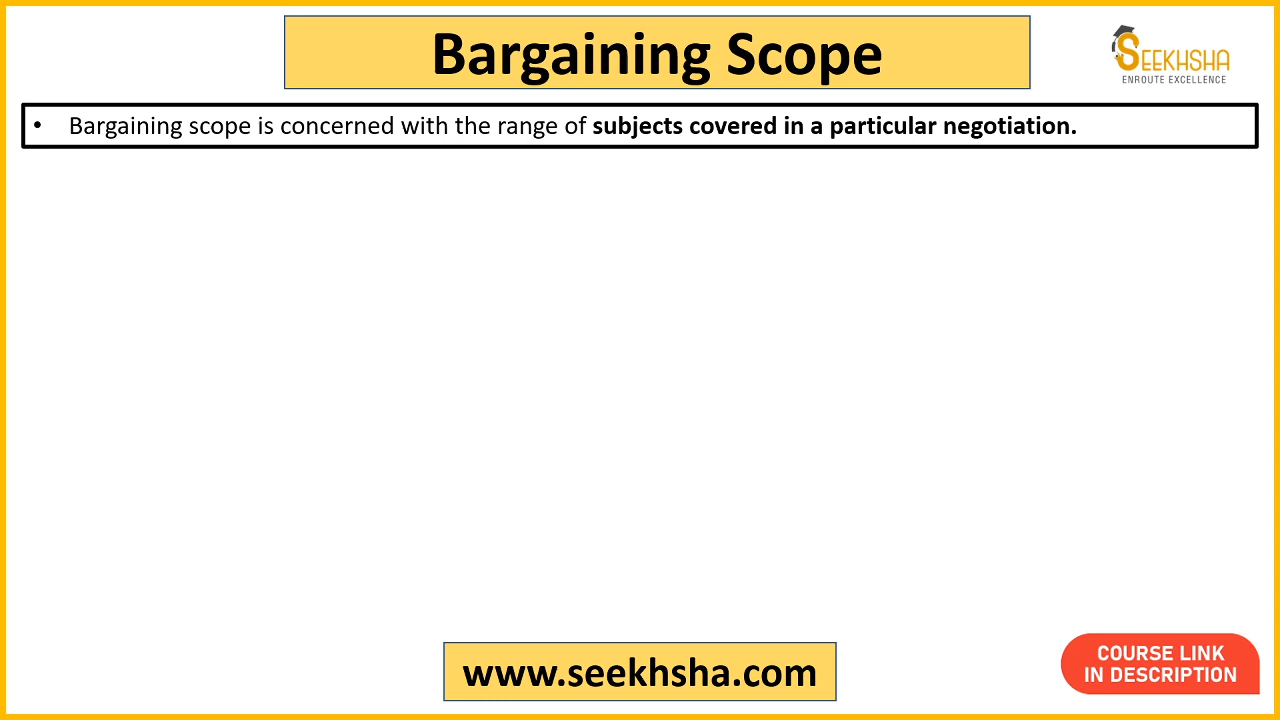 Bargaining Scope
SEEKHSHA
ENROUTE EXCELLENCE
• Bargaining scope is concerned with the range of subjects covered in a particular negotiation.
www.seekhsha.com
COURSE LINK
IN DESCRIPTION